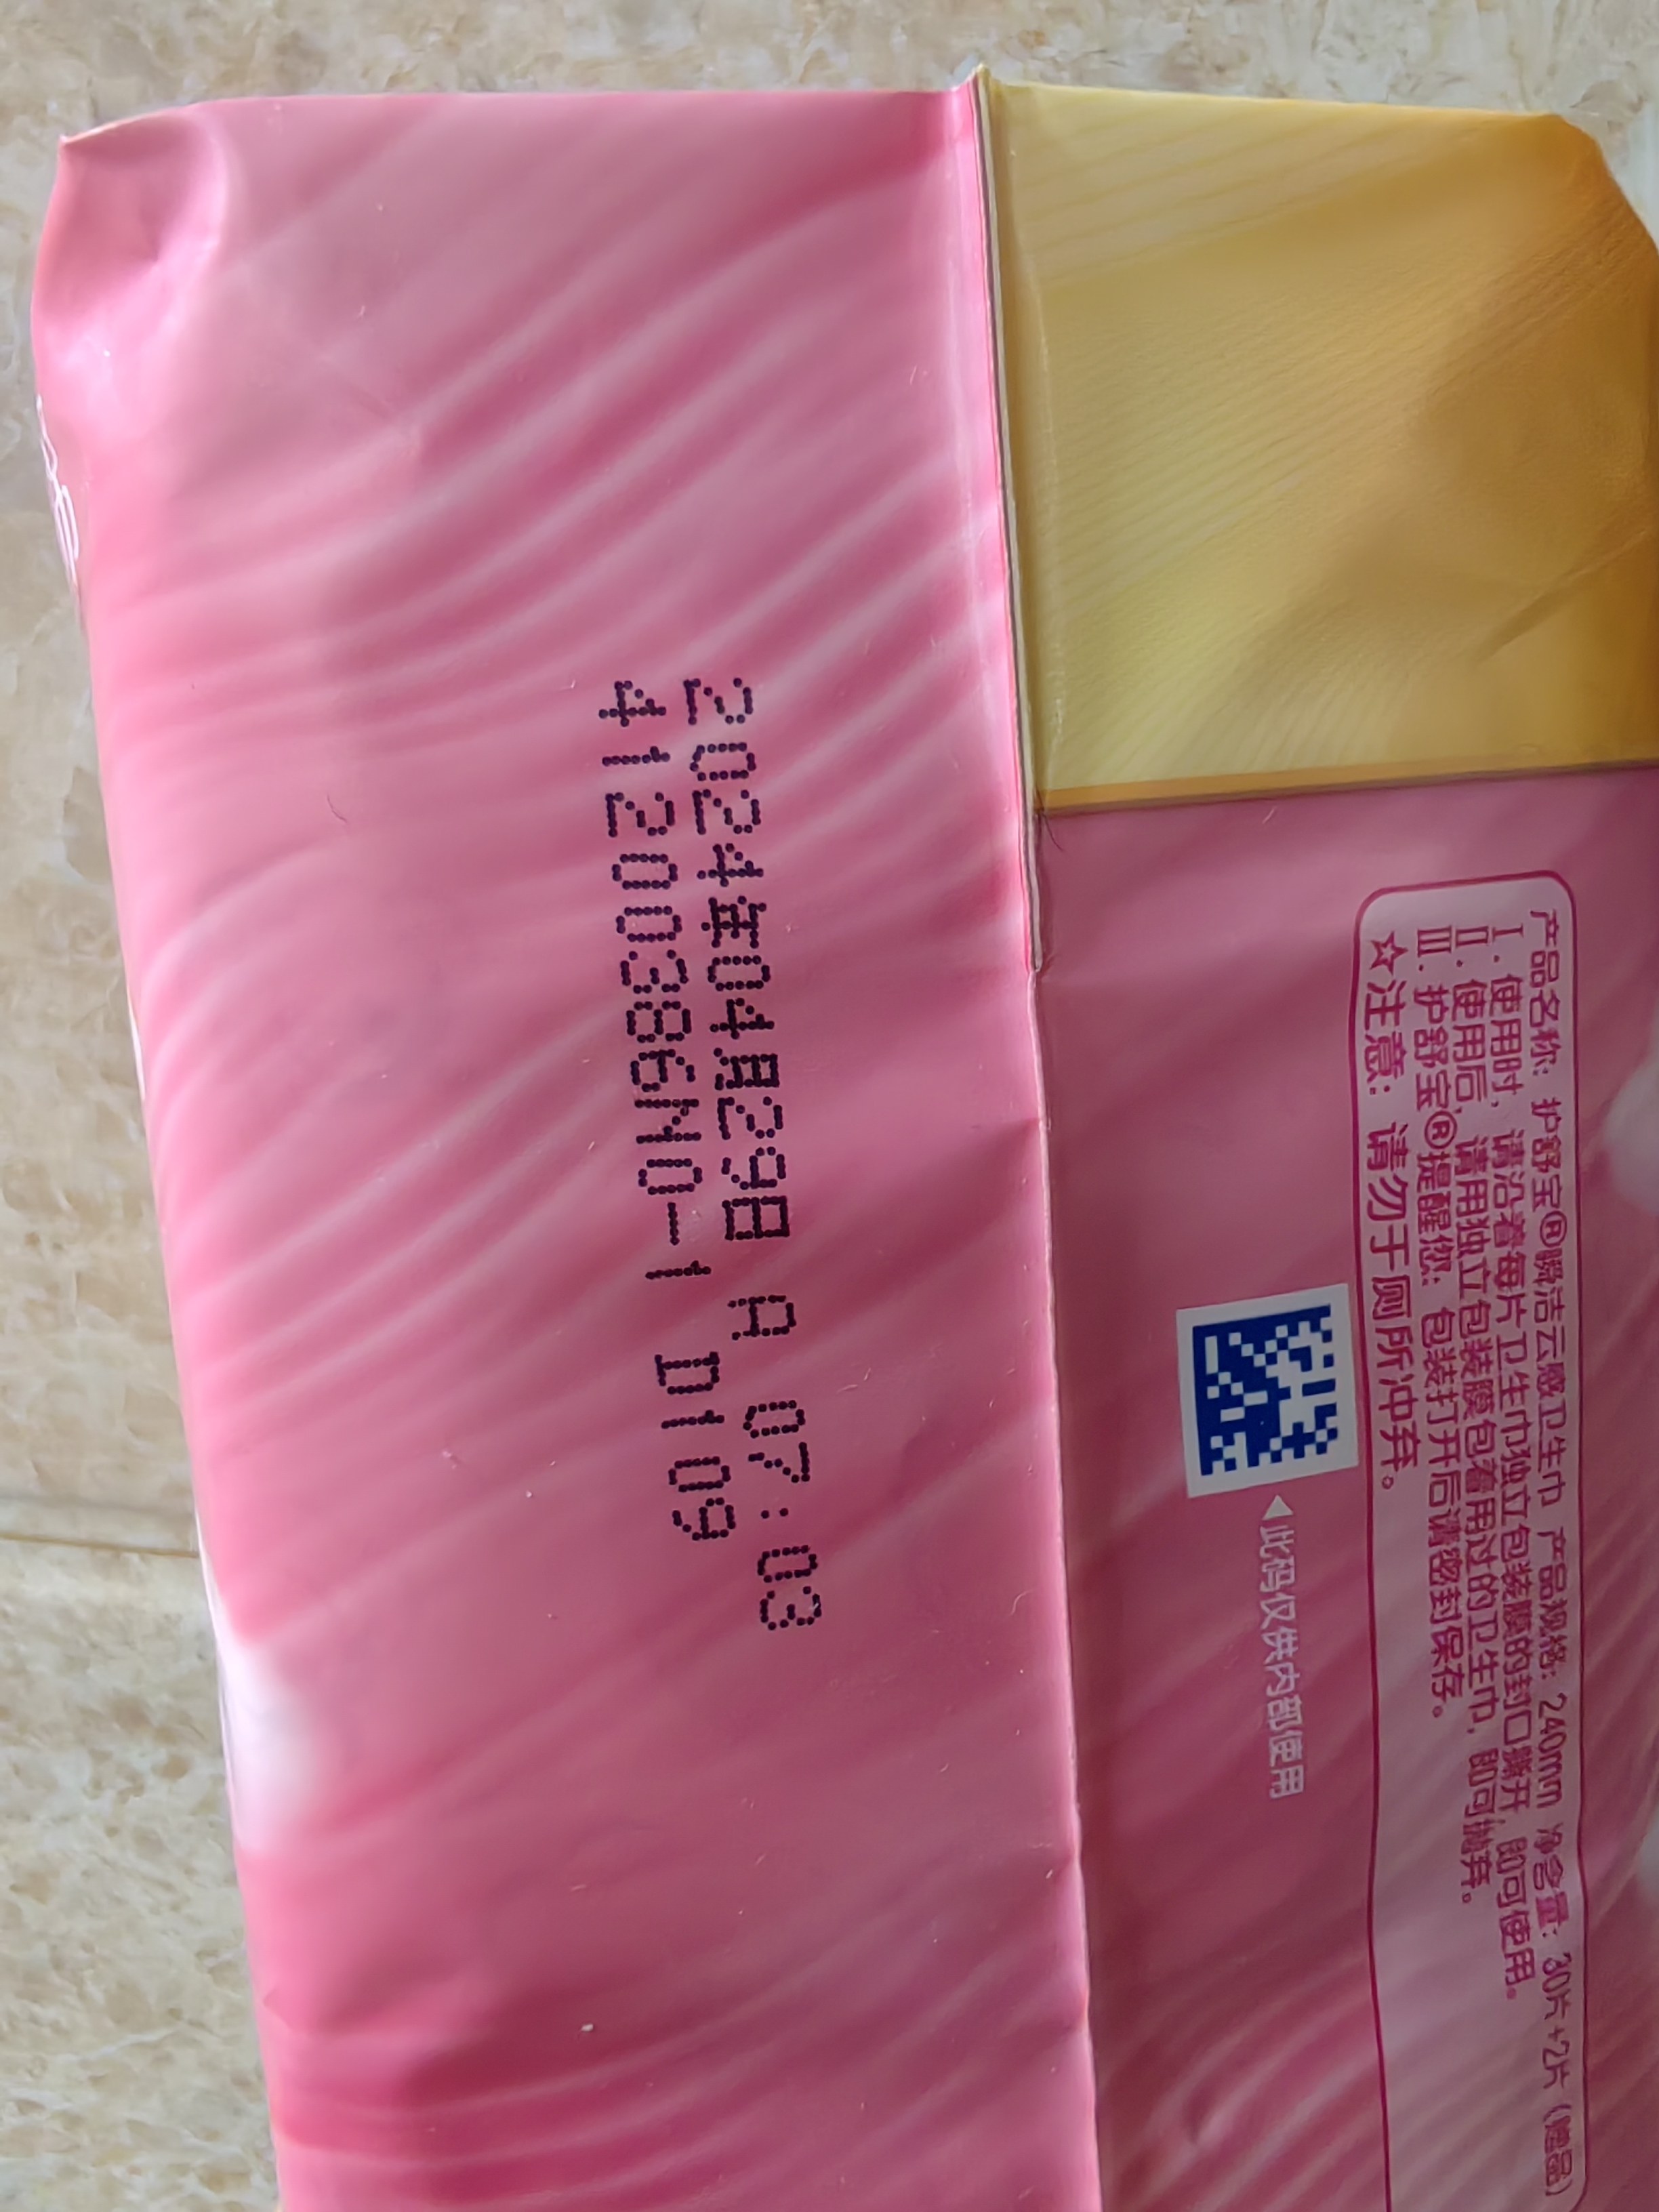 2024年04月29日 A 07:03
41200389N0-1 D109
产品名称: 护舒宝®瞬洁云感卫生巾 产品规格: 240mm 净含量: 30片+2片 (赠品)
I. 使用时, 请沿着每片卫生巾独立包装膜的封口撕开, 即可使用。
II. 使用后, 请用独立包装膜包卷用过的卫生巾, 即可抛弃。
III. 护舒宝®提醒您: 包装打开后请密封保存。
☆注意: 请勿于厕所冲弃。
◀此码仅供内部使用